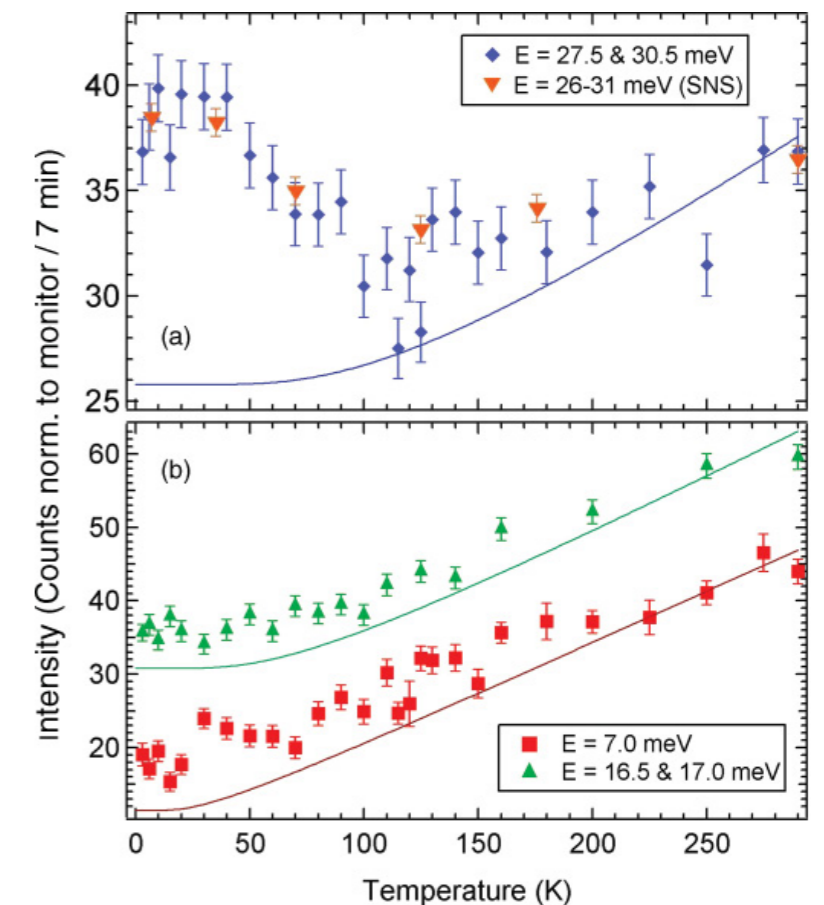 40
35
30
25
E = 27.5 & 30.5 meV
E = 26-31 meV (SNS)
(a)
Intensity (Counts norm. to monitor / 7 min)
60
50
40
30
20
(b)
E = 7.0 meV
E = 16.5 & 17.0 meV
0 50 100 150 200 250
Temperature (K)